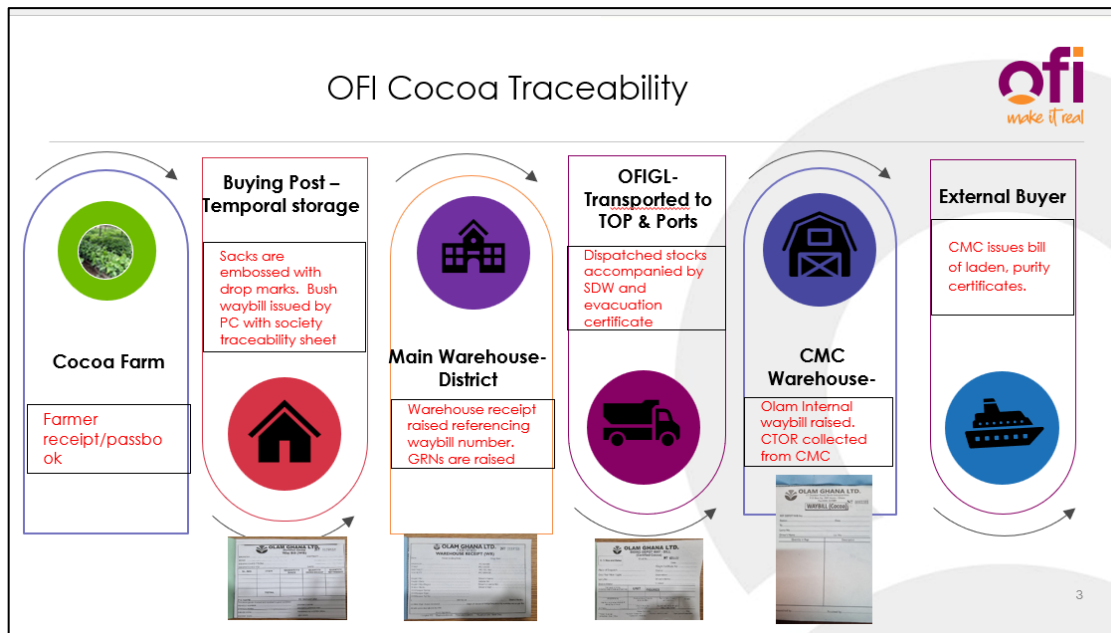 OFI Cocoa Traceability
ofi
make it real
Cocoa Farm
Farmer
receipt/passbo
ok
Buying Post –
Temporal storage
Sacks are
embossed with
drop marks. Bush
waybill issued by
PC with society
traceability sheet
Main Warehouse-
District
Warehouse receipt
raised referencing
waybill number.
GRNs are raised
OFIGL-
Transported to
TOP & Ports
Dispatched stocks
accompanied by
SDW and
evacuation
certificate
CMC
Warehouse-
Olam Internal
waybill raised.
CTOR collected
from CMC
External Buyer
CMC issues bill
of laden, purity
certificates.
OLAM GHANA LTD.
OLAM GHANA LTD.
WAREHOUSE RECEIPT (WR)
OLAM GHANA LTD.
OLAM GHANA LTD.
WAYBILL (Cocoa)
3